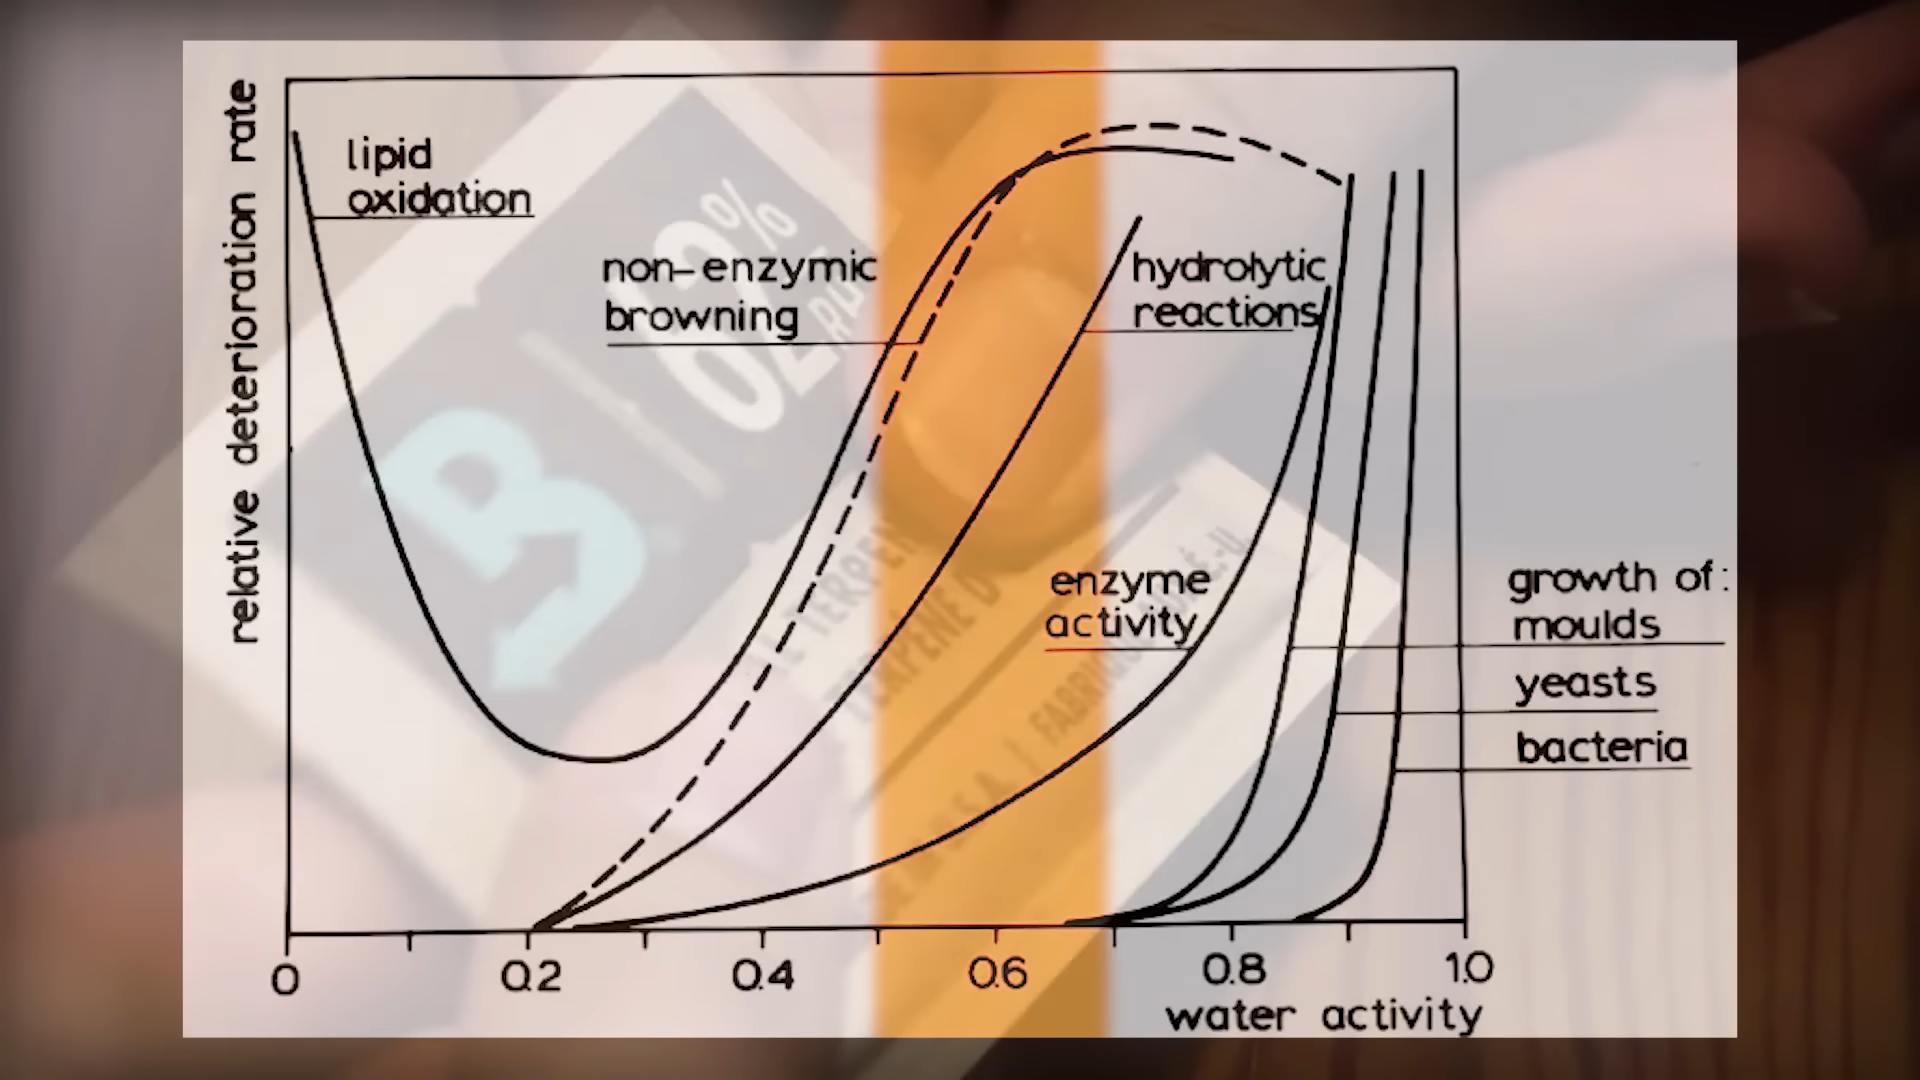 relative deterioration rate
lipid
oxidation
non-enzymic
browning
hydrolytic
reactions
enzyme
activity
growth of:
moulds
yeasts
bacteria
0 0.2 0.4 0.6 0.8 1.0
water activity
62%
B